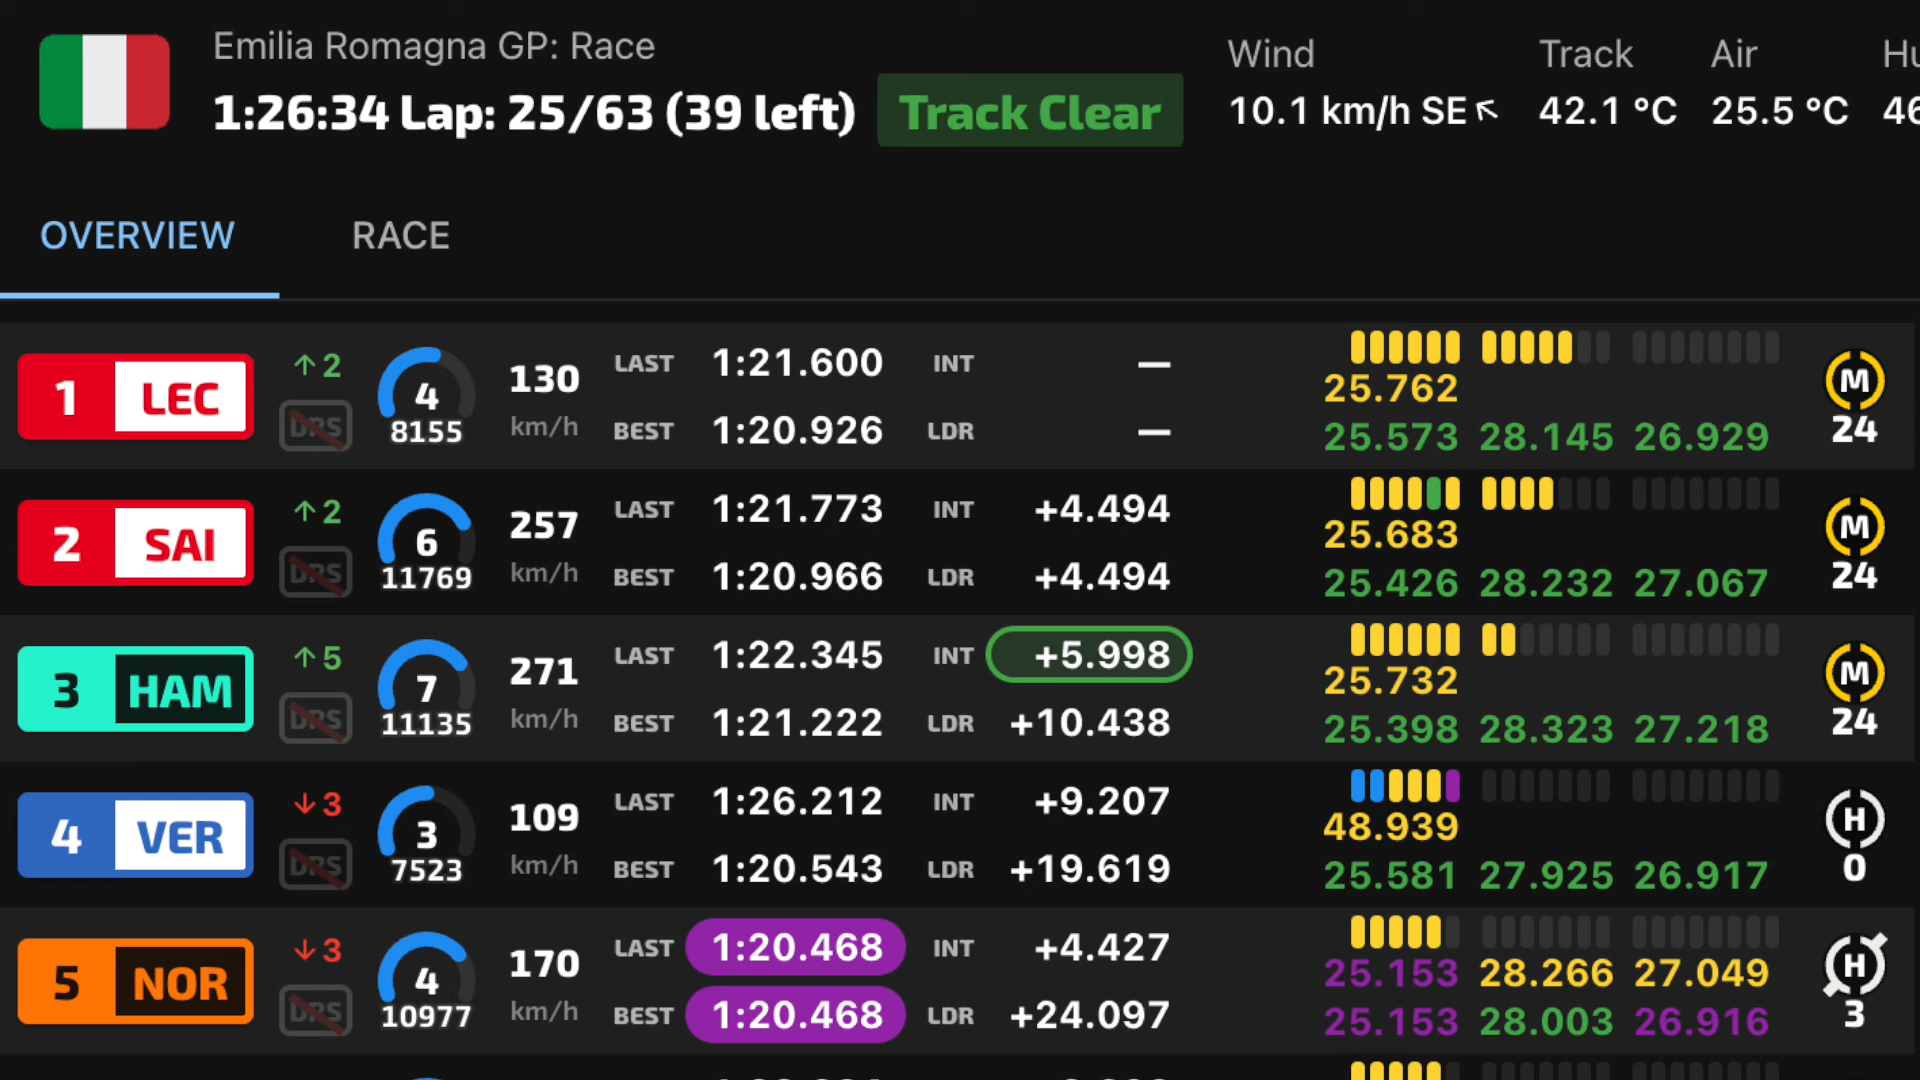 Emilia Romagna GP: Race
1:26:34 Lap: 25/63 (39 left)
Track Clear
Wind
10.1 km/h SE
Track
42.1 °C
Air
25.5 °C
OVERVIEW
RACE
1 LEC
2
DRS
4
8155
130
km/h
LAST 1:21.600
BEST 1:20.926
INT —
LDR —
25.762
25.573 28.145 26.929
M
24
2 SAI
2
DRS
6
11769
257
km/h
LAST 1:21.773
BEST 1:20.966
INT +4.494
LDR +4.494
25.683
25.426 28.232 27.067
M
24
3 HAM
5
DRS
7
11135
271
km/h
LAST 1:22.345
BEST 1:21.222
INT +5.998
LDR +10.438
25.732
25.398 28.323 27.218
M
24
4 VER
3
DRS
3
7523
109
km/h
LAST 1:26.212
BEST 1:20.543
INT +9.207
LDR +19.619
48.939
25.581 27.925 26.917
H
0
5 NOR
3
DRS
4
10977
170
km/h
LAST 1:20.468
BEST 1:20.468
INT +4.427
LDR +24.097
25.153 28.266 27.049
25.153 28.003 26.916
H
3